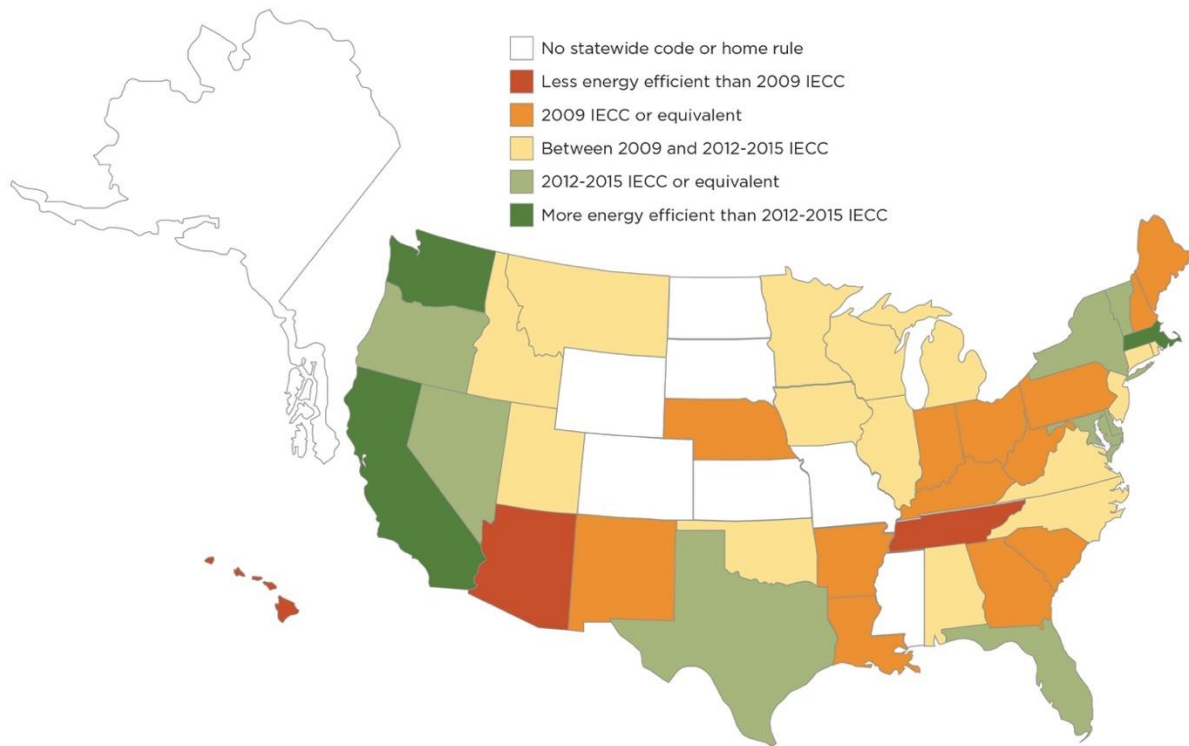 No statewide code or home rule
Less energy efficient than 2009 IECC
2009 IECC or equivalent
Between 2009 and 2012-2015 IECC
2012-2015 IECC or equivalent
More energy efficient than 2012-2015 IECC